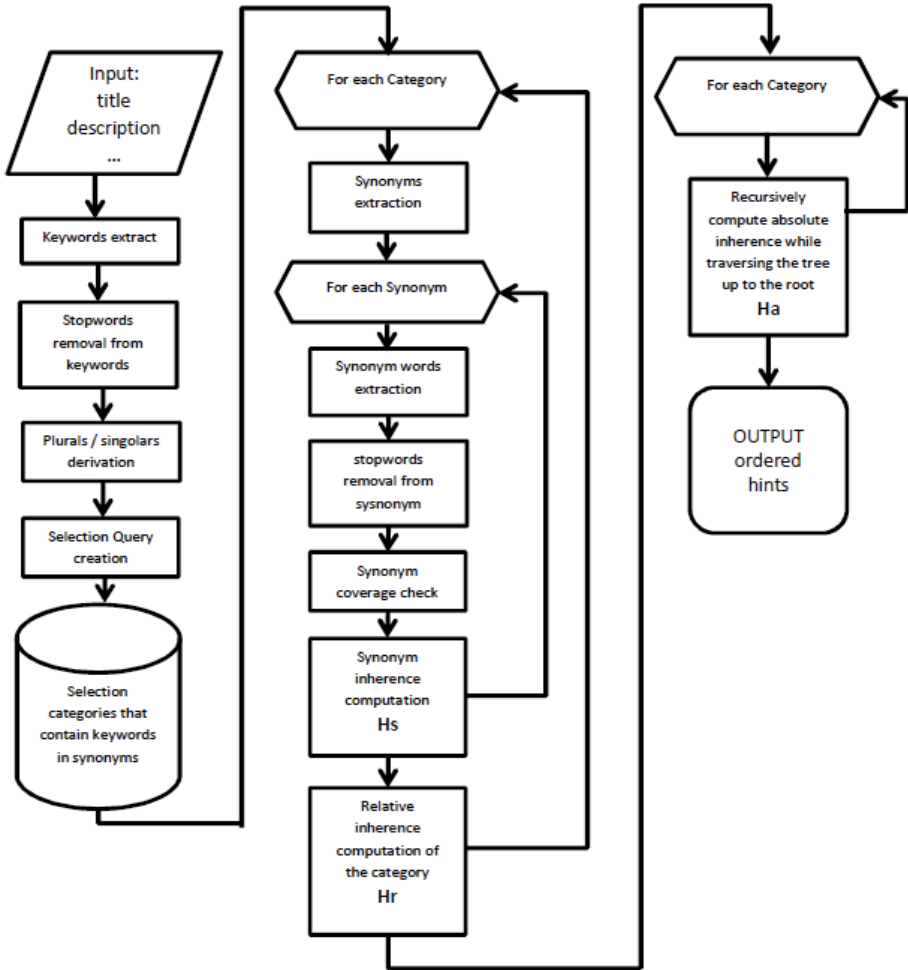 Input:
title
description
...
Keywords extract
Stopwords
removal from
keywords
Plurals / singolars
derivation
Selection Query
creation
Selection
categories that
contain keywords
in synonyms
For each Category
Synonyms
extraction
For each Synonym
Synonym words
extraction
stopwords
removal from
sysnonym
Synonym
coverage check
Synonym
inherence
computation
Hs
Relative
inherence
computation of
the category
Hr
For each Category
Recursively
compute absolute
inherence while
traversing the tree
up to the root
Ha
OUTPUT
ordered
hints